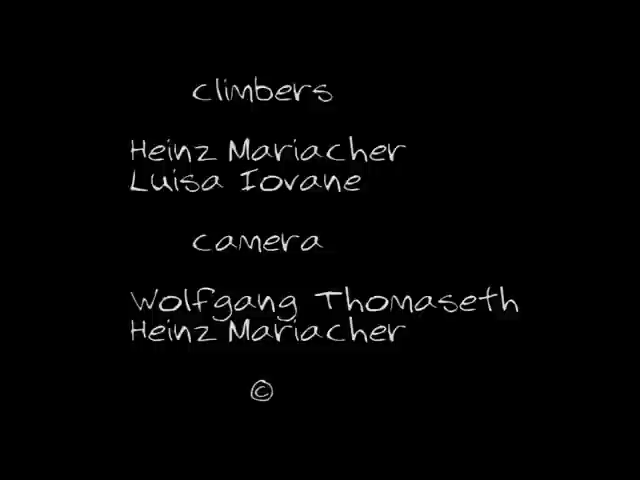 climbers
Heinz Mariacher
Luisa Iovane
camera
Wolfgang Thomaseth
Heinz Mariacher
©